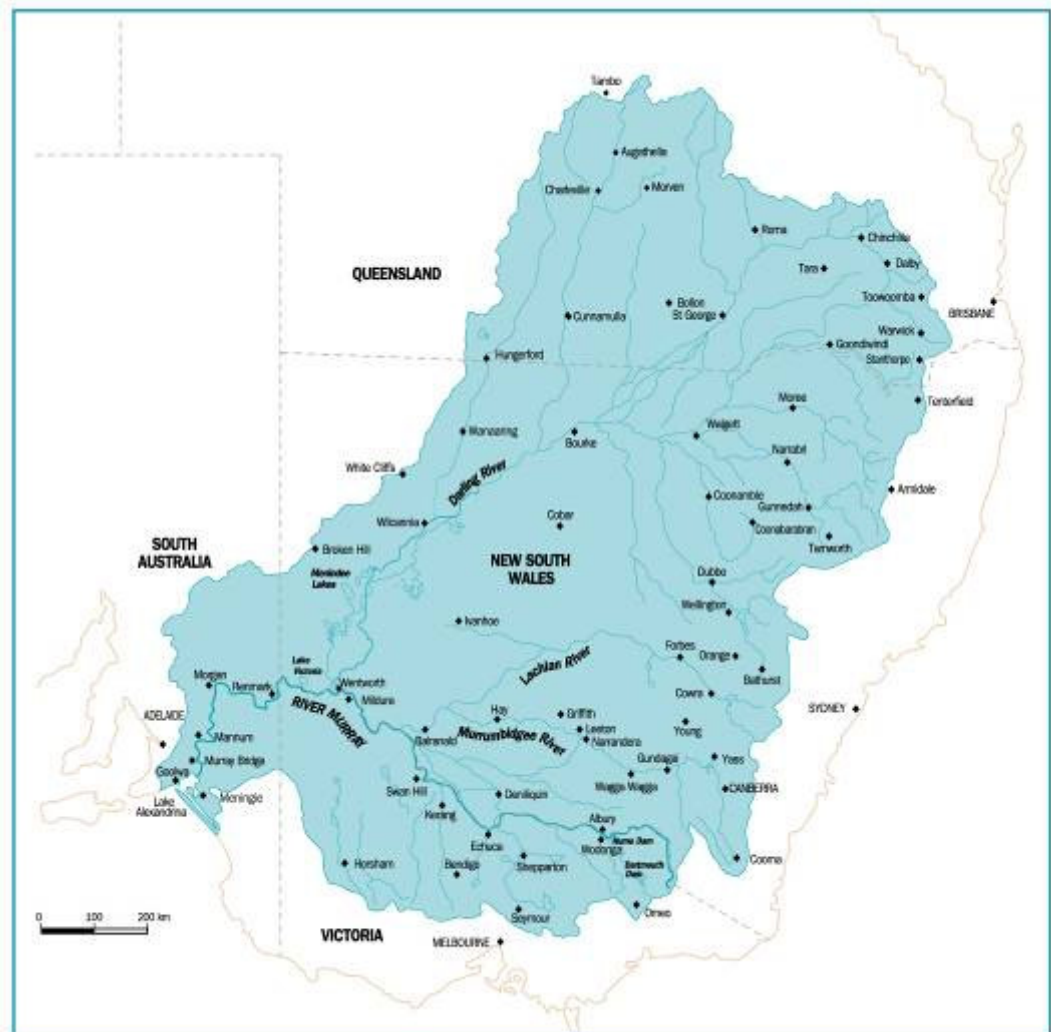 Tambo
Augathella
Charleville
Morven
Roma
Chinchilla
QUEENSLAND
Tara
Dalby
Bollon
Toowoomba
St George
BRISBANE
Cunnamulla
Warwick
Goondiwindi
Hungerford
Stanthorpe
Moree
Tenterfield
Wanaaring
Bourke
Walgett
Narrabri
White Cliffs
Darling River
Armidale
Coonamble
Gunnedah
Wilcannia
Cobar
Coonabarabran
SOUTH
AUSTRALIA
Broken Hill
Tamworth
NEW SOUTH
WALES
Menindee
Lakes
Dubbo
Wellington
Ivanhoe
Lachlan River
Forbes
Orange
Lake
Victoria
Bathurst
Morgan
Renmark
Wentworth
Mildura
Cowra
RIVER MURRAY
Hay
Griffith
SYDNEY
ADELAIDE
Leeton
Young
Mannum
Balranald
Murrumbidgee River
Narrandera
Murray Bridge
Gundagai
Yass
Goolwa
Swan Hill
Deniliquin
Wagga Wagga
CANBERRA
Lake
Alexandrina
Meningie
Kerang
Albury
Echuca
Hume Dam
Wodonga
Horsham
Bendigo
Shepparton
Dartmouth
Dam
Cooma
0 100 200 km
Seymour
Omeo
VICTORIA
MELBOURNE